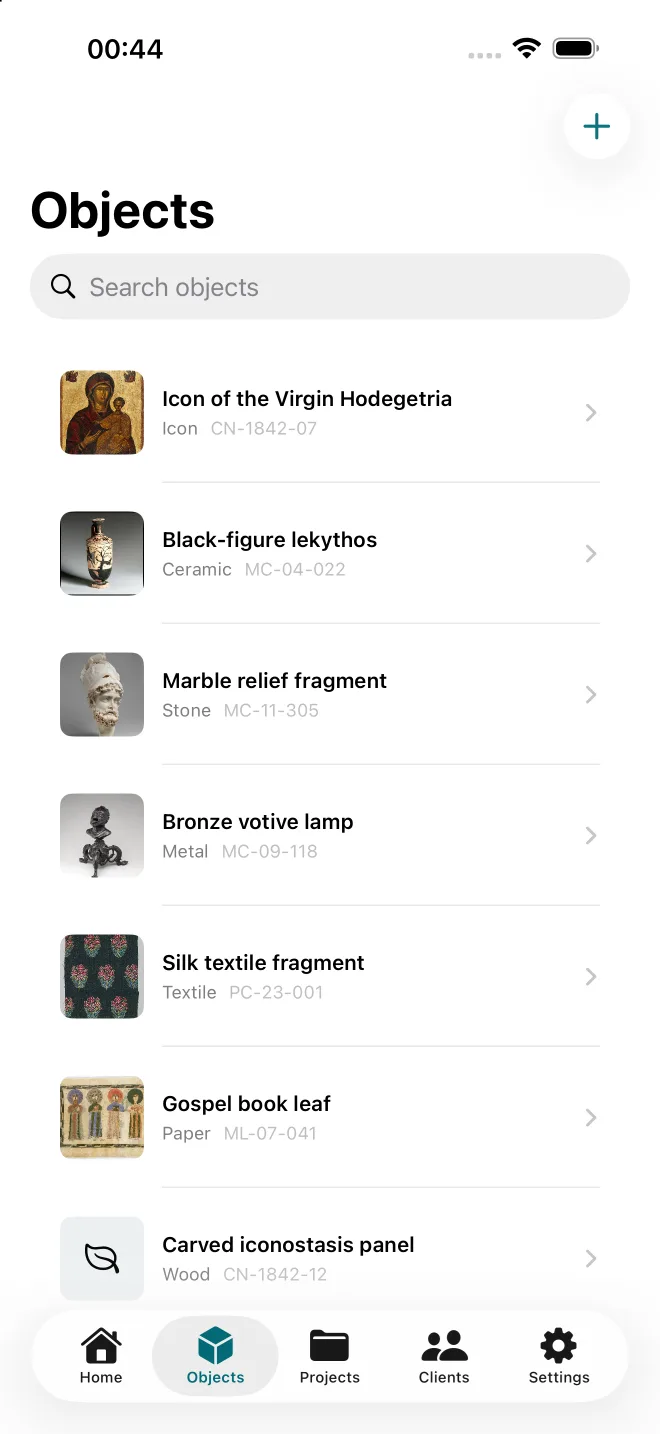 00:44
Objects
Search objects
Icon of the Virgin Hodegetria
Icon CN-1842-07
Black-figure lekythos
Ceramic MC-04-022
Marble relief fragment
Stone MC-11-305
Bronze votive lamp
Metal MC-09-118
Silk textile fragment
Textile PC-23-001
Gospel book leaf
Paper ML-07-041
Carved iconostasis panel
Wood CN-1842-12
Home Objects Projects Clients Settings